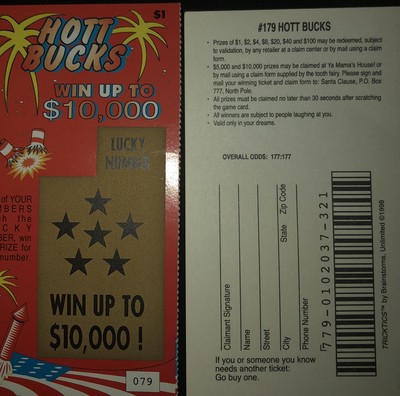 HOTT
BUCKS
$1
WIN UP TO
$10,000
LUCKY
NUMBER
of YOUR
MBERS
h the
CKY
BER, win
PRIZE for
number.
WIN UP TO
$10,000 !
079
#179 HOTT BUCKS
• Prizes of $1, $2, $4, $8, $20, $40 and $100 may be redeemed, subject
to validation, by any retailer at a claim center or by mail using a claim
form.
• $5,000 and $10,000 prizes may be claimed at Ya Mama's House! or
by mail using a claim form supplied by the tooth fairy. Please sign and
mail your winning ticket and claim form to: Santa Clause, P.O. Box
777, North Pole.
• All prizes must be claimed no later than 30 seconds after scratching
the game card.
• All winners are subject to people laughing at you.
• Valid only in your dreams.
OVERALL ODDS: 177:177
Claimant Signature
Name
Street
City
State
Zip Code
Phone Number
779-0102037-321
TRICKTICS™ by Brainstorms, Unlimited ©1998
If you or someone you know
needs another ticket:
Go buy one.